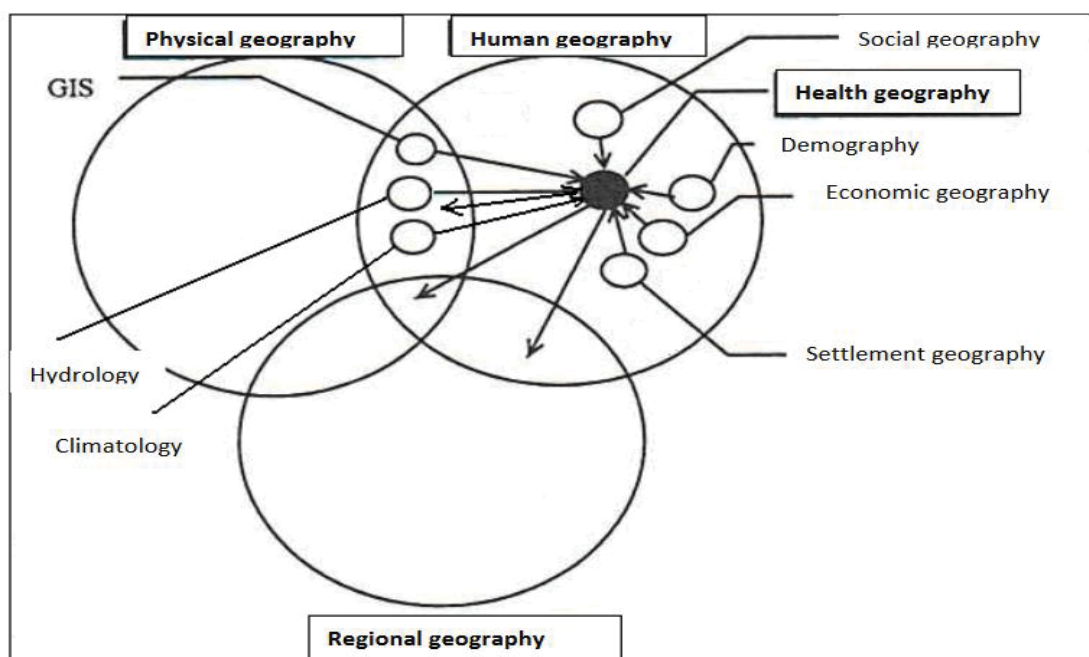 Physical geography
Human geography
Social geography
GIS
Health geography
Demography
Economic geography
Settlement geography
Hydrology
Climatology
Regional geography